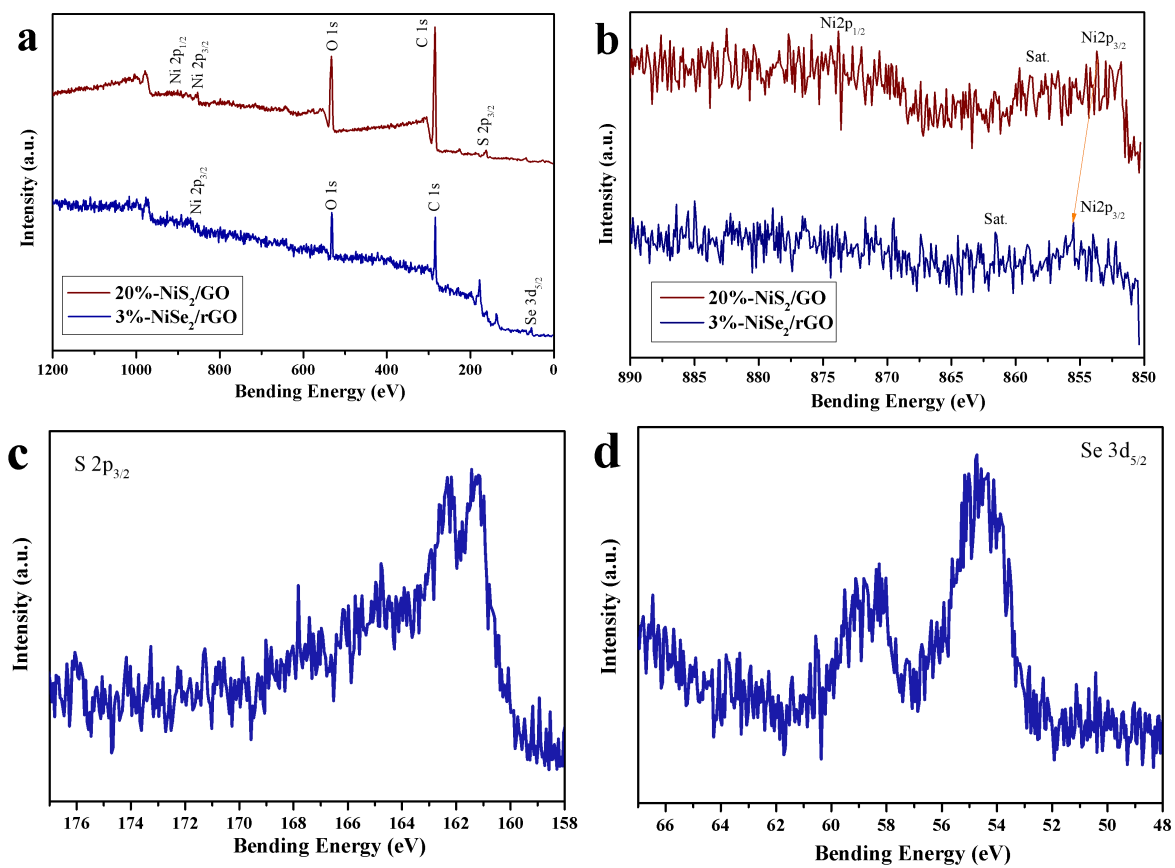 a
Ni 2p1/2
Ni 2p3/2
O 1s
C 1s
S 2p3/2
Ni 2p3/2
O 1s
C 1s
Se 3d5/2
20%-NiS2/GO
3%-NiSe2/rGO
Intensity (a.u.)
1200 1000 800 600 400 200 0
Bending Energy (eV)
b
Ni2p1/2
Sat.
Ni2p3/2
Sat.
Ni2p3/2
20%-NiS2/GO
3%-NiSe2/rGO
Intensity (a.u.)
890 885 880 875 870 865 860 855 850
Bending Energy (eV)
c
S 2p3/2
Intensity (a.u.)
176 174 172 170 168 166 164 162 160 158
Bending Energy (eV)
d
Se 3d5/2
Intensity (a.u.)
66 64 62 60 58 56 54 52 50 48
Bending Energy (eV)